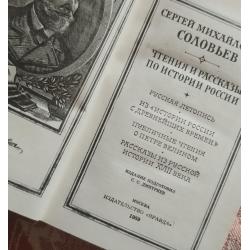 СЕРГЕЙ МИХАЙЛО
СОЛОВЬЕВ
ЧТЕНИЯ И РАССКАЗЫ
ПО ИСТОРИИ РОССИИ
РУССКАЯ ЛЕТОПИСЬ
ИЗ «ИСТОРИИ РОССИИ
С ДРЕВНЕЙШИХ ВРЕМЕН»
ПУБЛИЧНЫЕ ЧТЕНИЯ
О ПЕТРЕ ВЕЛИКОМ
РАССКАЗЫ ИЗ РУССКОЙ
ИСТОРИИ XVIII ВЕКА
ИЗДАНИЕ ПОДГОТОВИЛ
С. С. ДМИТРИЕВ
МОСКВА
ИЗДАТЕЛЬСТВО «ПРАВДА»
1989